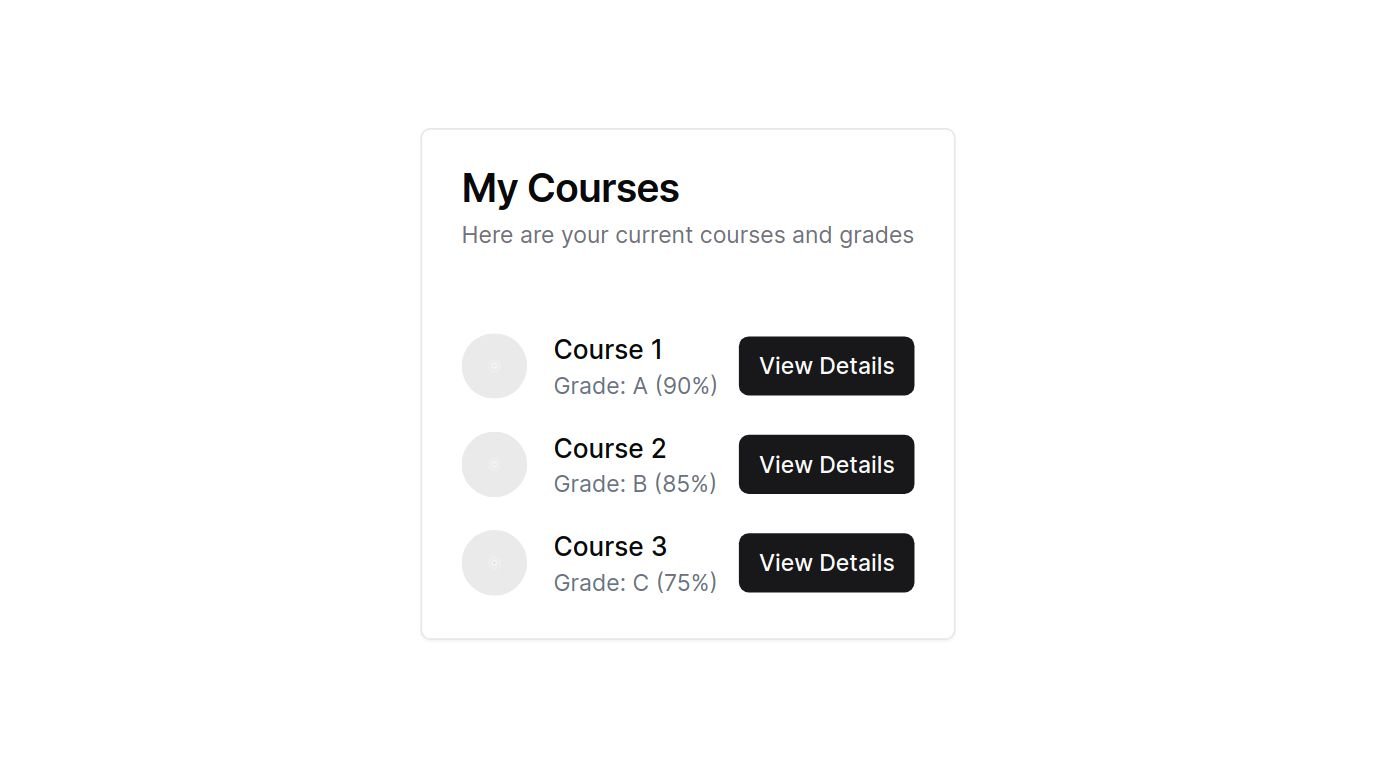 My Courses
Here are your current courses and grades
Course 1
Grade: A (90%)
View Details
Course 2
Grade: B (85%)
View Details
Course 3
Grade: C (75%)
View Details